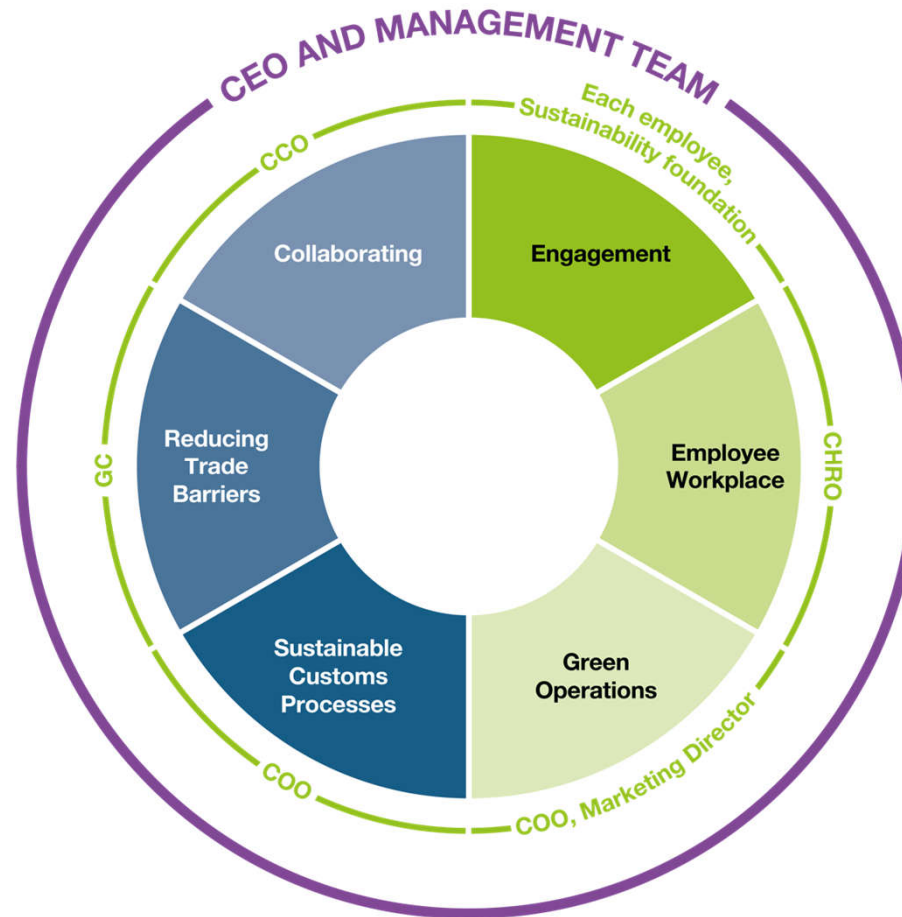 CEO AND MANAGEMENT TEAM
CCO
Each employee,
Sustainability foundation
Collaborating
Engagement
GC
Reducing
Trade
Barriers
Employee
Workplace
CHRO
Sustainable
Customs
Processes
Green
Operations
COO
COO, Marketing Director